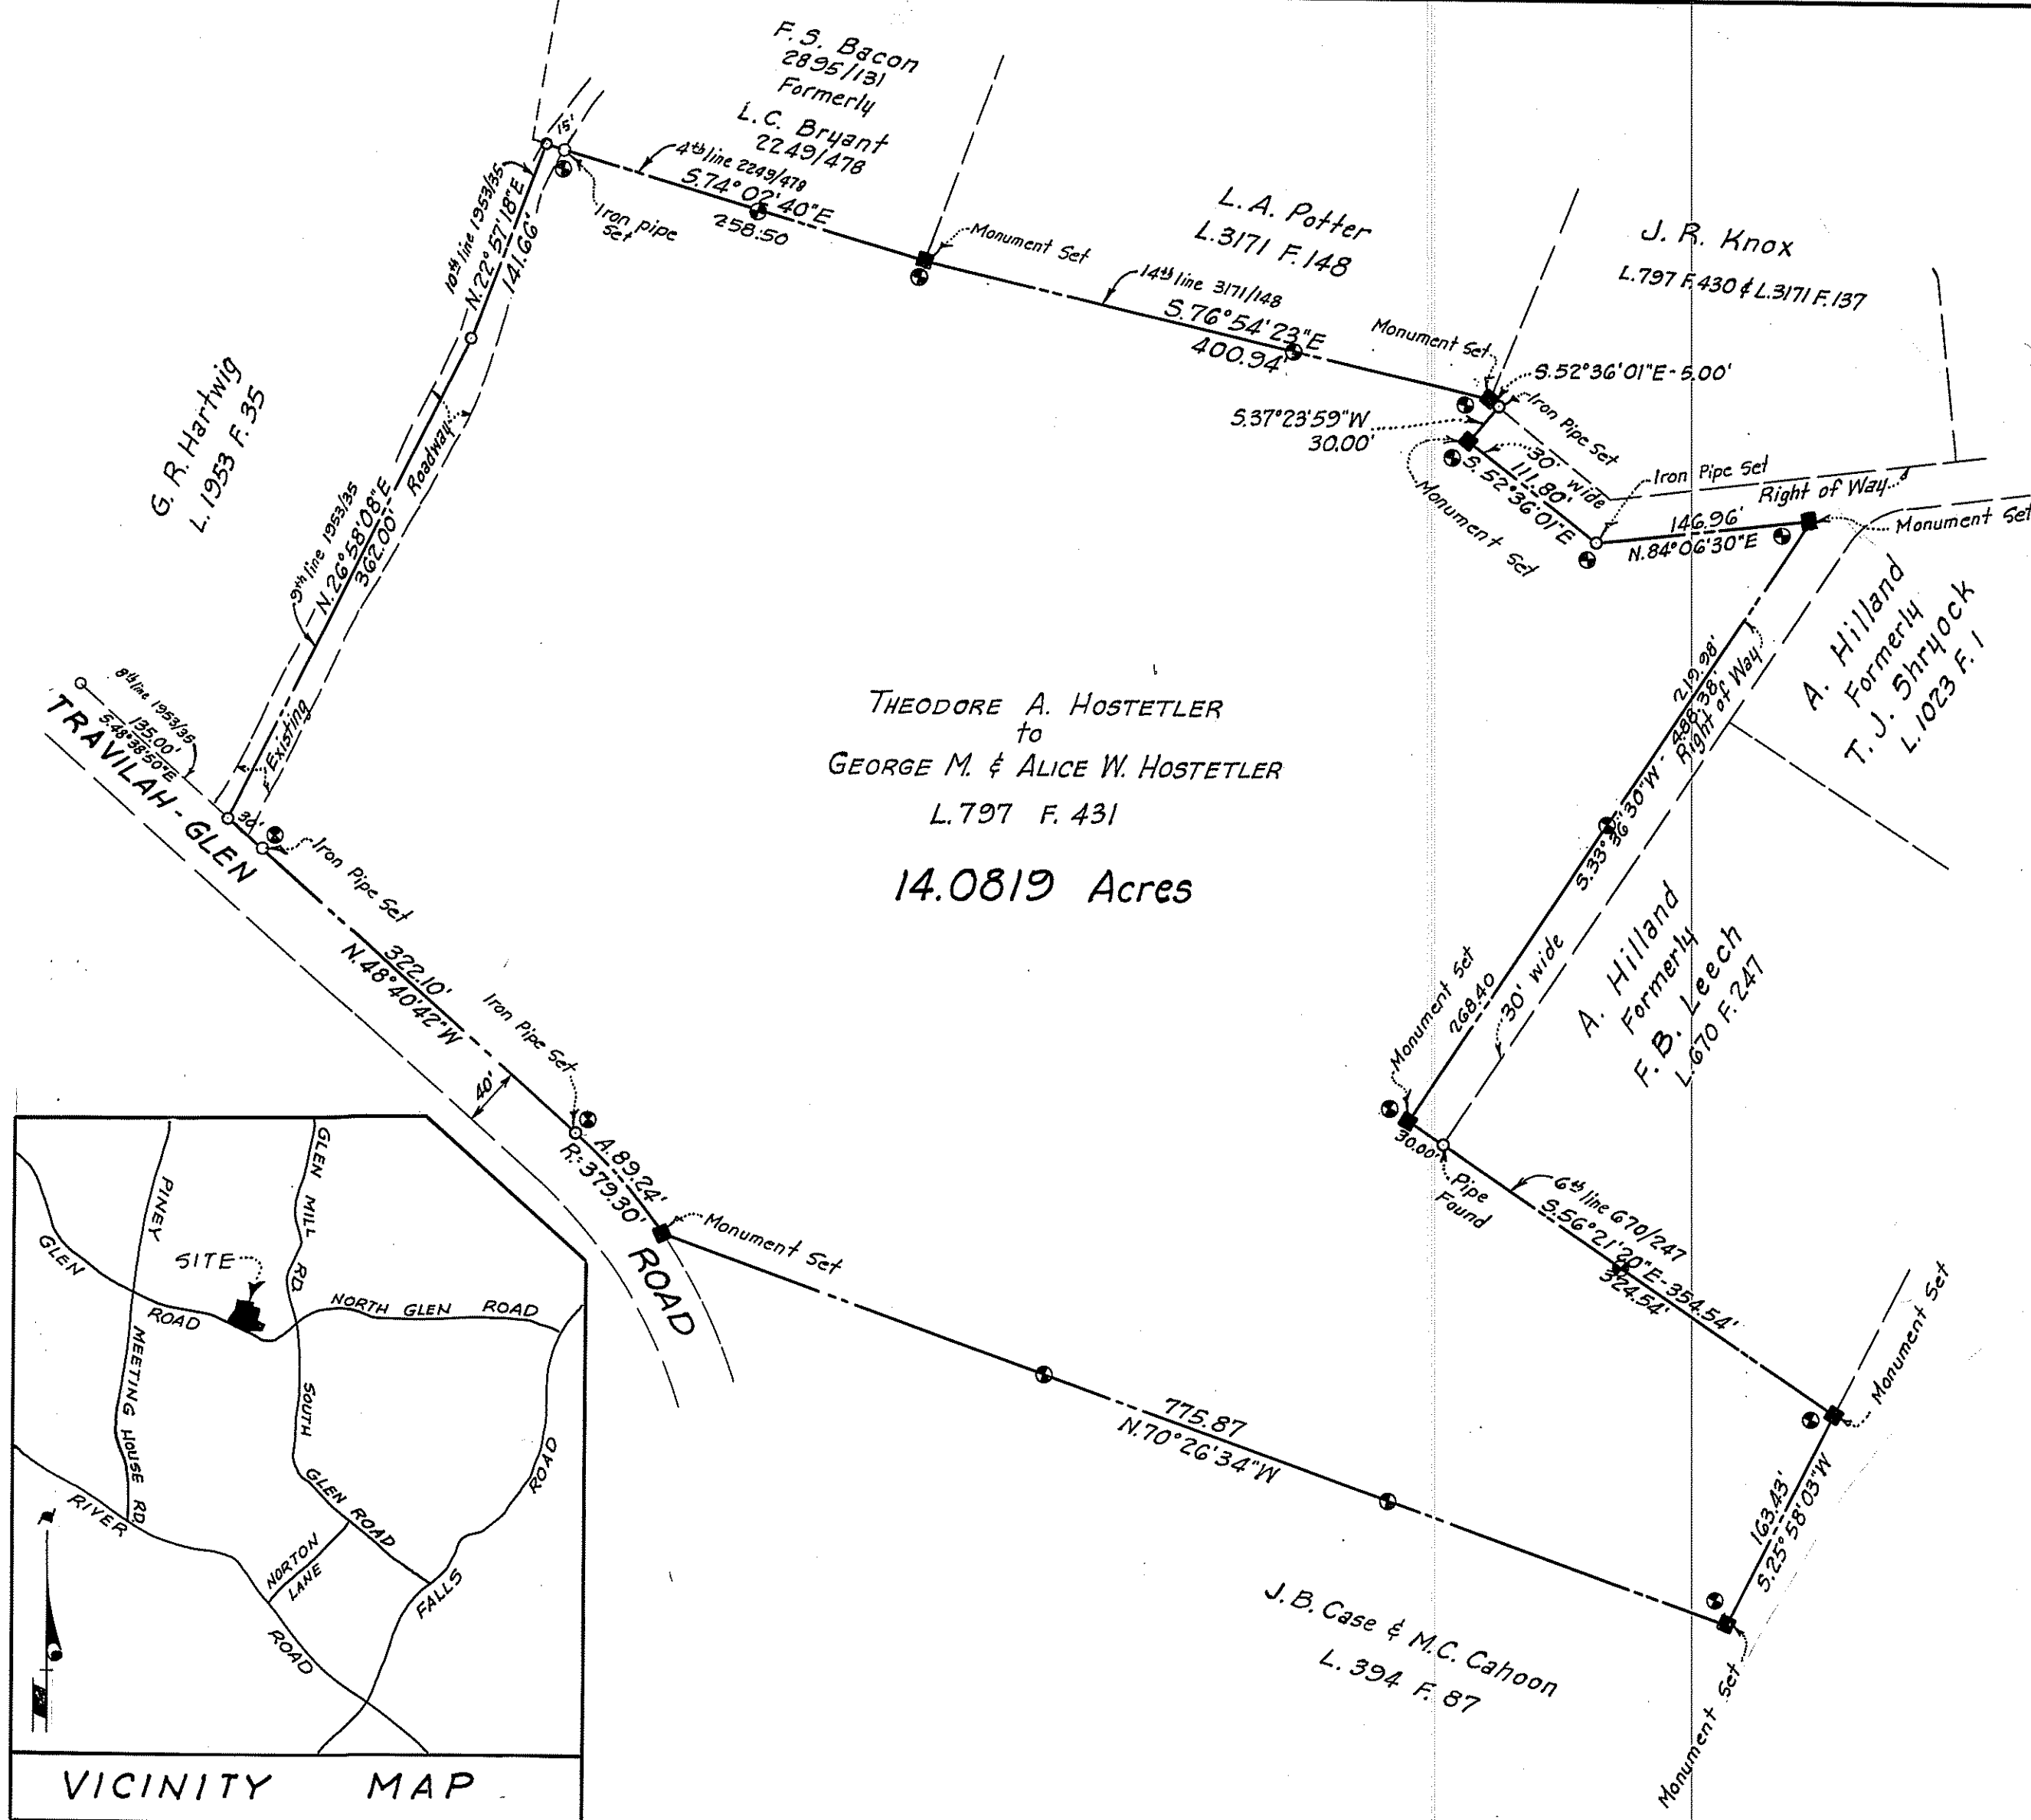 F.S. Bacon
2895/131
Formerly
L.C. Bryant
2249/478
15'
4th line 2249/478
S.74°02'40"E
258.50
Iron pipe
Set
Monument Set
L.A. Potter
L.3171 F.148
14th line 3171/148
S.76°54'23"E
400.94'
J. R. Knox
L.797 F.430 & L.3171 F.137
Monument Set
S.52°36'01"E-5.00'
Iron Pipe Set
S.37°23'59"W
30.00'
30' wide
111.80'
S.52°36'01"E
Monument Set
Iron Pipe Set
Right of Way
146.96'
N.84°06'30"E
Monument Set
10th line 1953/35
N.22°57'18"E
141.66'
G. R. Hartwig
L.1953 F.35
9th line 1953/35
N.26°58'08"E
362.00'
Existing Roadway
8th line 1953/35
135.00'
S.48°38'50"E
TRAVILAH-GLEN
30'
Iron Pipe Set
322.10'
N.48°40'42"W
Iron Pipe Set
40'
A.89.24'
R.=379.30'
ROAD
Monument Set
THEODORE A. HOSTETLER
to
GEORGE M. & ALICE W. HOSTETLER
L.797 F. 431
14.0819 Acres
A. Hilland
Formerly
T. J. Shryock
L.1023 F.1
219.98'
S.33°36'30"W - 488.38'
Right of Way
30' wide
268.40
Monument Set
A. Hilland
Formerly
F. B. Leech
L.670 F.247
30.00'
Pipe
Found
6th line 670/247
S.56°21'20"E-354.54'
324.54'
Monument Set
163.43'
S.25°58'03"W
775.87
N.70°26'34"W
J.B. Case & M.C. Cahoon
L. 394 F. 87
Monument Set
GLEN
ROAD
PINEY
MEETING HOUSE RD.
GLEN MILL RD.
SITE
NORTH GLEN ROAD
SOUTH
GLEN ROAD
NORTON
LANE
RIVER
ROAD
FALLS
ROAD
VICINITY MAP